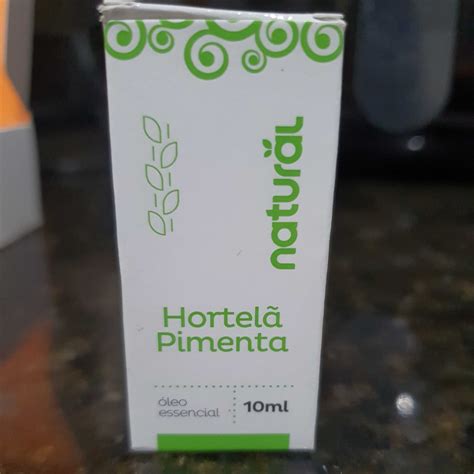 natural
Hortelã
Pimenta
óleo
essencial
10ml